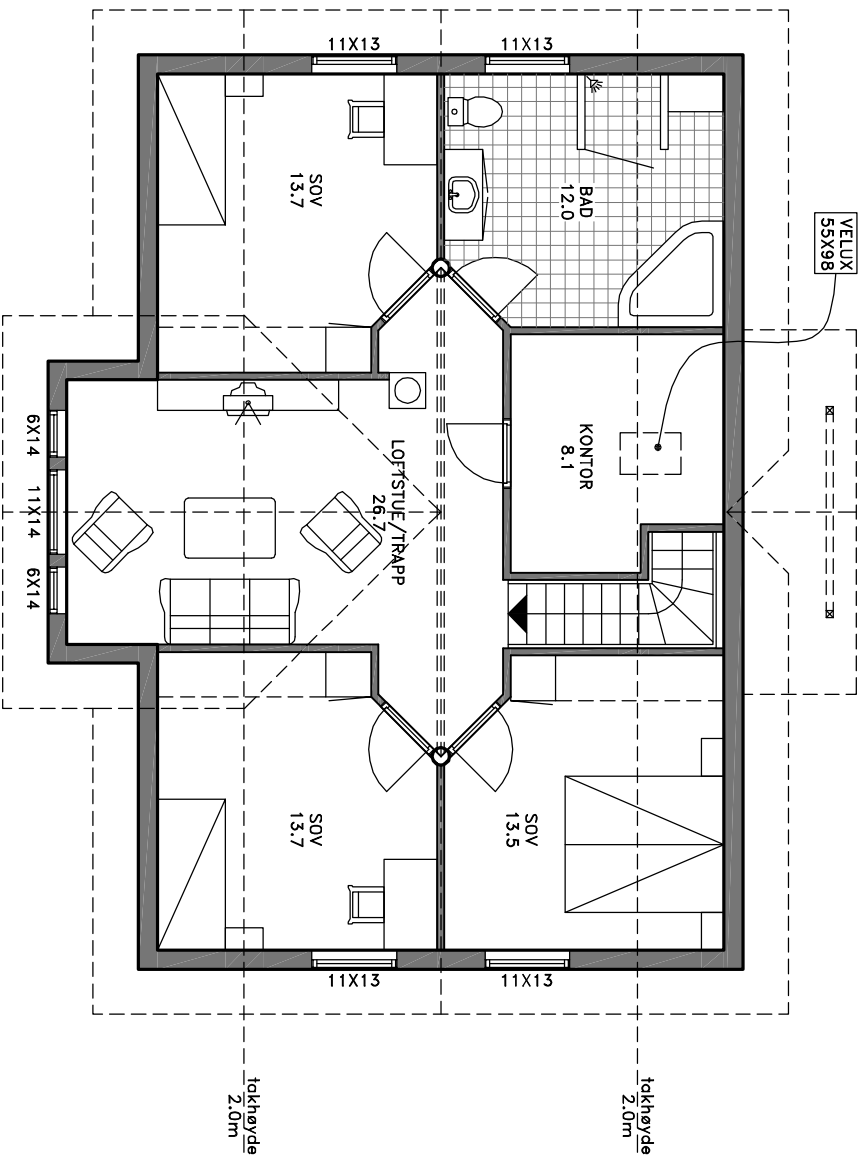 11X13
11X13
VELUX
55X98
SOV
13.7
BAD
12.0
KONTOR
8.1
LOFTSTUE/TRAPP
26.7
6X14
11X14
6X14
SOV
13.7
SOV
13.5
11X13
11X13
takhøyde
2.0m
takhøyde
2.0m